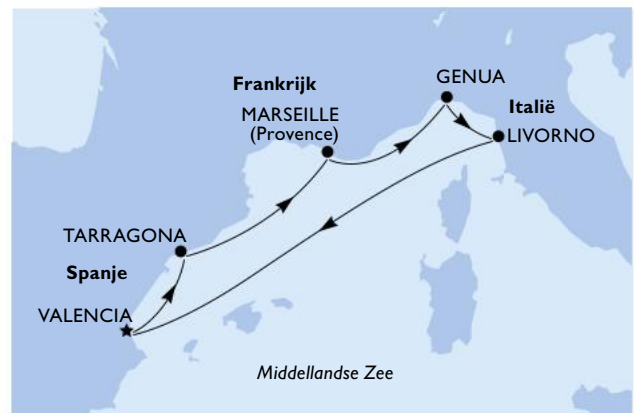 GENUA
Frankrijk
Italië
MARSEILLE
(Provence)
LIVORNO
TARRAGONA
Spanje
VALENCIA
Middellandse Zee